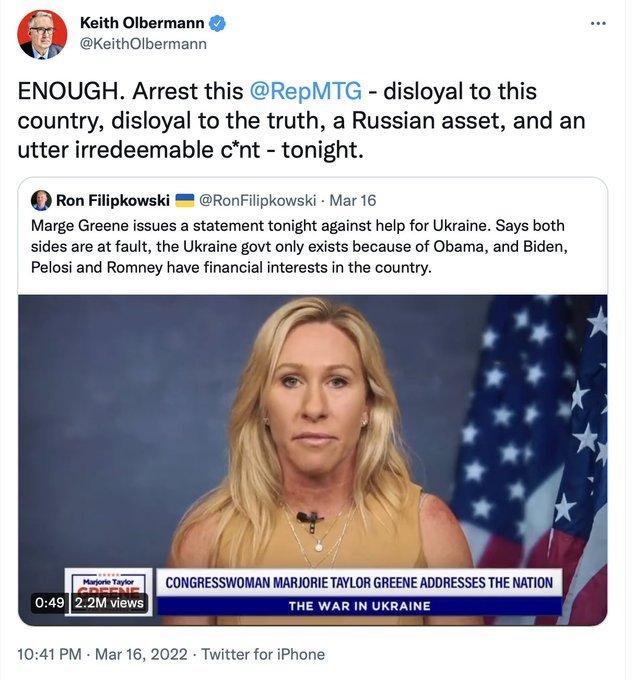 Keith Olbermann
@KeithOlbermann
ENOUGH. Arrest this @RepMTG - disloyal to this
country, disloyal to the truth, a Russian asset, and an
utter irredeemable c*nt - tonight.
Ron Filipkowski 🇺🇦 @RonFilipkowski · Mar 16
Marge Greene issues a statement tonight against help for Ukraine. Says both
sides are at fault, the Ukraine govt only exists because of Obama, and Biden,
Pelosi and Romney have financial interests in the country.
Marjorie Taylor
GREENE
CONGRESSWOMAN MARJORIE TAYLOR GREENE ADDRESSES THE NATION
THE WAR IN UKRAINE
0:49 2.2M views
10:41 PM · Mar 16, 2022 · Twitter for iPhone